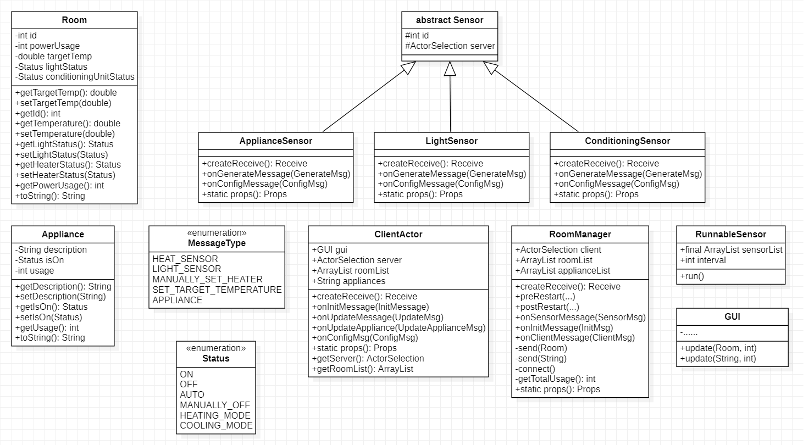 Room
-int id
-int powerUsage
-double targetTemp
-Status lightStatus
-Status conditioningUnitStatus
+getTargetTemp(): double
+setTargetTemp(double)
+getId(): int
+getTemperature(): double
+setTemperature(double)
+getLightStatus(): Status
+setLightStatus(Status)
+getHeaterStatus(): Status
+setHeaterStatus(Status)
+getPowerUsage(): int
+toString(): String
abstract Sensor
#int id
#ActorSelection server
ApplianceSensor
+createReceive(): Receive
+onGenerateMessage(GenerateMsg)
+onConfigMessage(ConfigMsg)
+static props(): Props
LightSensor
+createReceive(): Receive
+onGenerateMessage(GenerateMsg)
+onConfigMessage(ConfigMsg)
+static props(): Props
ConditioningSensor
+createReceive(): Receive
+onGenerateMessage(GenerateMsg)
+onConfigMessage(ConfigMsg)
+static props(): Props
Appliance
-String description
-Status isOn
-int usage
+getDescription(): String
+setDescription(String)
+getIsOn(): Status
+setIsOn(Status)
+getUsage(): int
+toString(): String
«enumeration»
MessageType
HEAT_SENSOR
LIGHT_SENSOR
MANUALLY_SET_HEATER
SET_TARGET_TEMPERATURE
APPLIANCE
«enumeration»
Status
ON
OFF
AUTO
MANUALLY_OFF
HEATING_MODE
COOLING_MODE
ClientActor
+GUI gui
+ActorSelection server
+ArrayList roomList
+String appliances
+createReceive(): Receive
+onInitMessage(InitMessage)
+onUpdateMessage(UpdateMsg)
+onUpdateAppliance(UpdateApplianceMsg)
+onConfigMsg(ConfigMsg)
+static props(): Props
+getServer(): ActorSelection
+getRoomList(): ArrayList
RoomManager
+ActorSelection client
+ArrayList roomList
+ArrayList applianceList
+createReceive(): Receive
+preRestart(...)
+postRestart(...)
+onSensorMessage(SensorMsg)
+onInitMessage(InitMsg)
+onClientMessage(ClientMsg)
-send(Room)
-send(String)
-connect()
-getTotalUsage(): int
+static props(): Props
RunnableSensor
+final ArrayList sensorList
+int interval
+run()
GUI
-......
+update(Room, int)
+update(String, int)